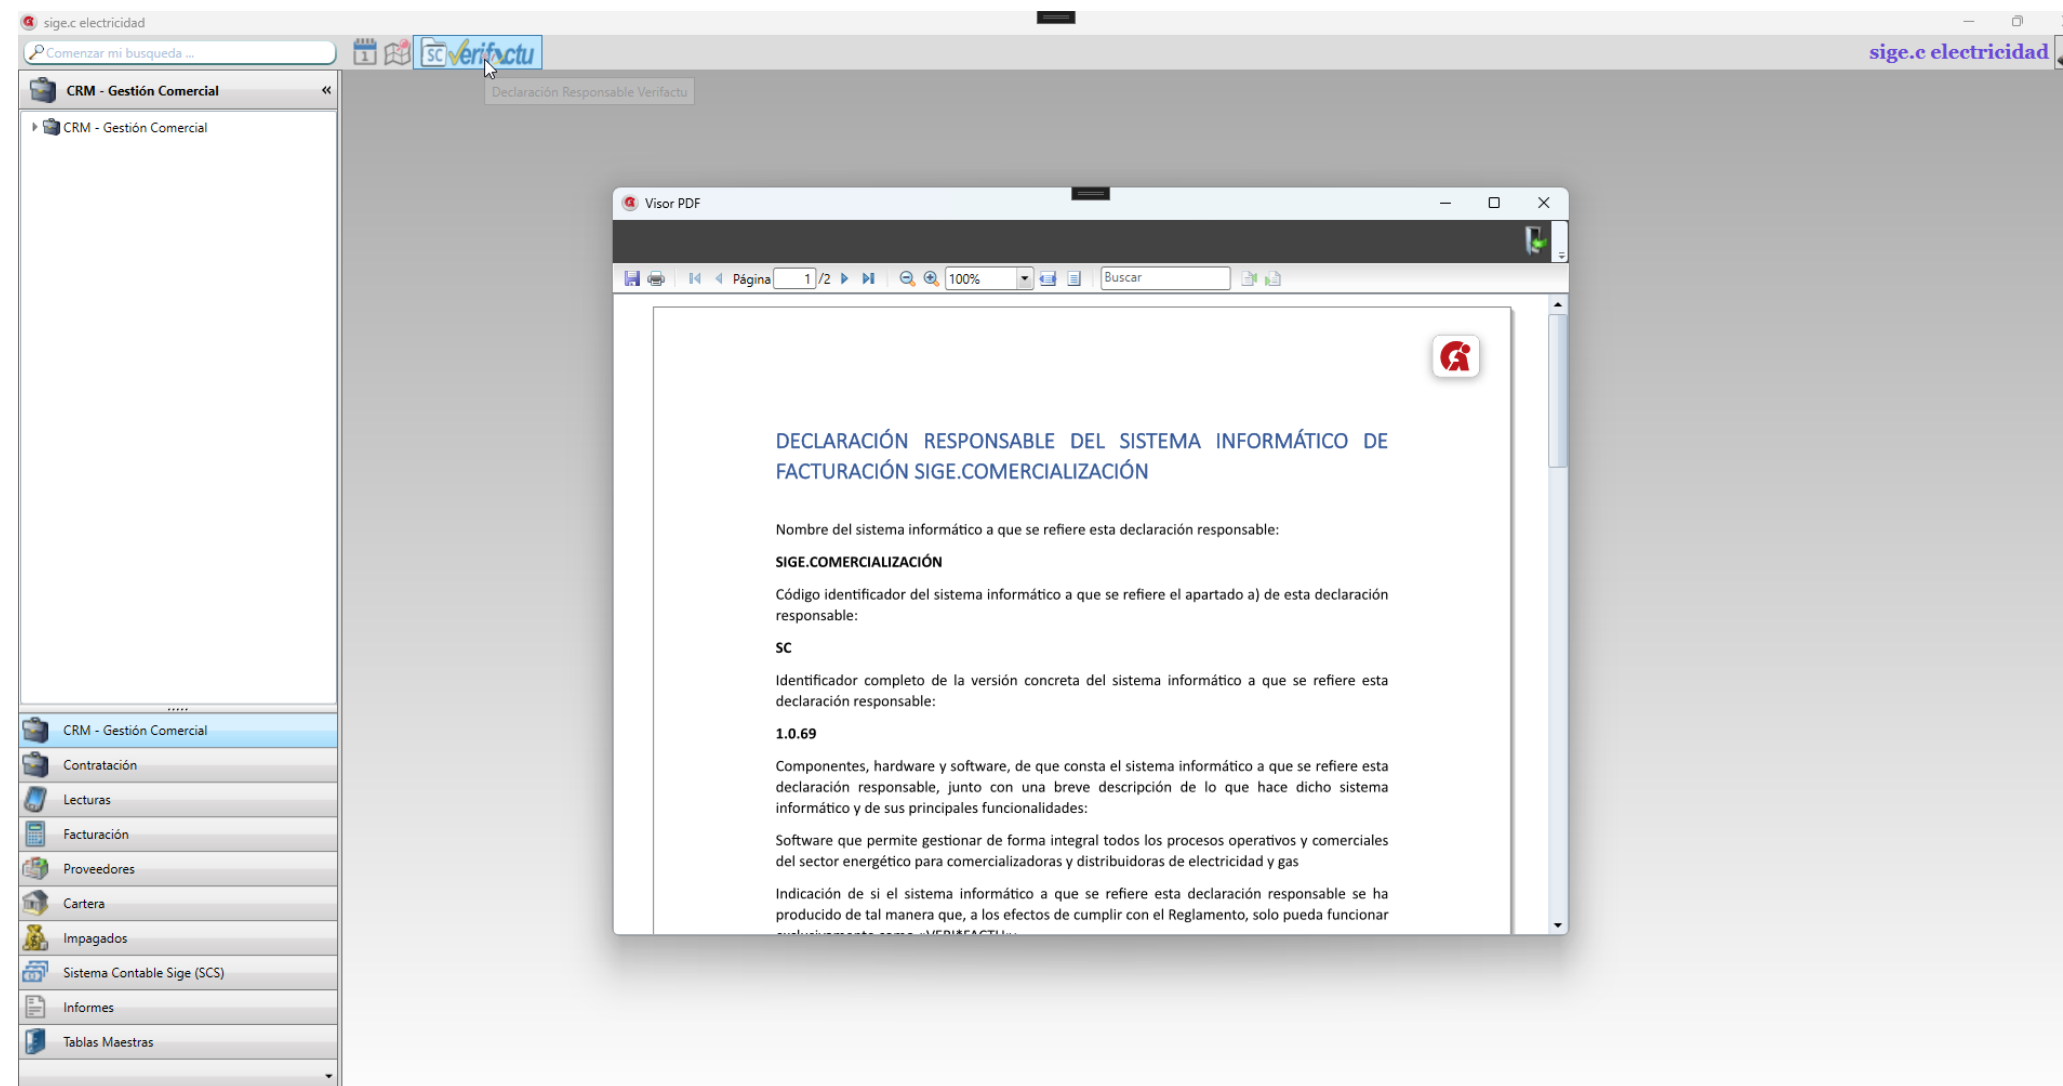 sige.c electricidad
Comenzar mi busqueda ...
1
SC Verifactu
sige.c electricidad
CRM - Gestión Comercial «
Declaración Responsable Verifactu
CRM - Gestión Comercial
Visor PDF
Página 1 /2 100% Buscar
DECLARACIÓN RESPONSABLE DEL SISTEMA INFORMÁTICO DE
FACTURACIÓN SIGE.COMERCIALIZACIÓN
Nombre del sistema informático a que se refiere esta declaración responsable:
SIGE.COMERCIALIZACIÓN
Código identificador del sistema informático a que se refiere el apartado a) de esta declaración
responsable:
SC
Identificador completo de la versión concreta del sistema informático a que se refiere esta
declaración responsable:
1.0.69
Componentes, hardware y software, de que consta el sistema informático a que se refiere esta
declaración responsable, junto con una breve descripción de lo que hace dicho sistema
informático y de sus principales funcionalidades:
Software que permite gestionar de forma integral todos los procesos operativos y comerciales
del sector energético para comercializadoras y distribuidoras de electricidad y gas
Indicación de si el sistema informático a que se refiere esta declaración responsable se ha
producido de tal manera que, a los efectos de cumplir con el Reglamento, solo pueda funcionar
exclusivamente como «VERI*FACTU»:
CRM - Gestión Comercial
Contratación
Lecturas
Facturación
Proveedores
Cartera
Impagados
Sistema Contable Sige (SCS)
Informes
Tablas Maestras